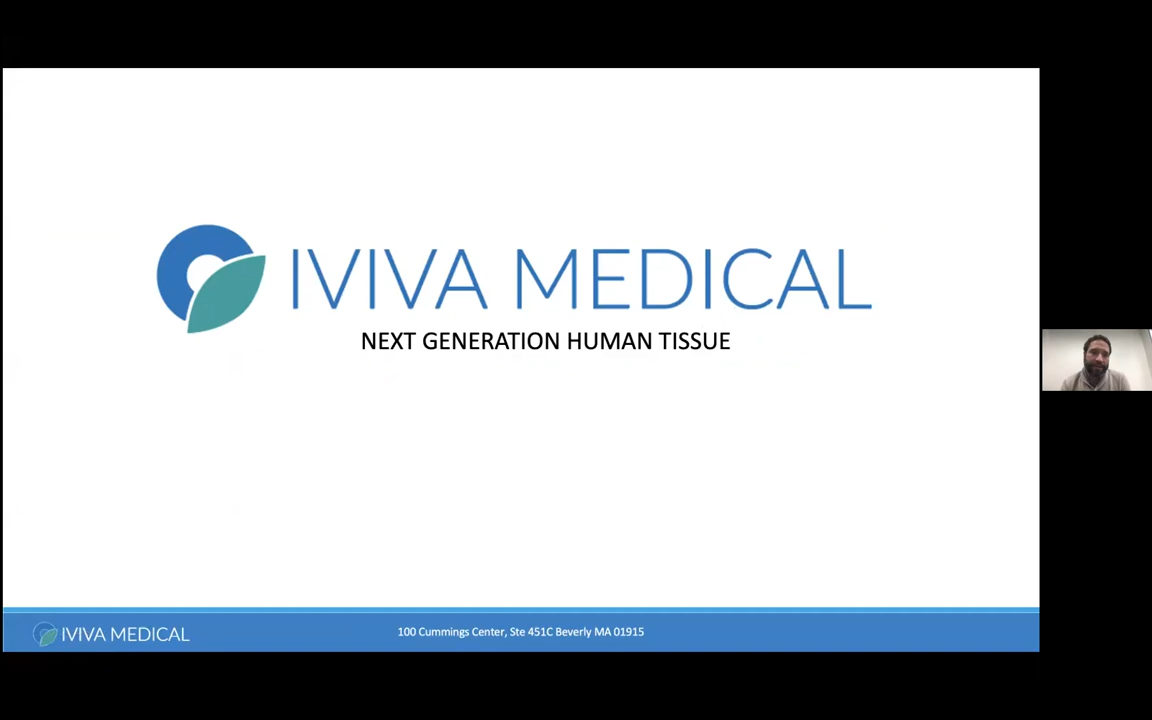 IVIVA MEDICAL
NEXT GENERATION HUMAN TISSUE
IVIVA MEDICAL
100 Cummings Center, Ste 451C Beverly MA 01915